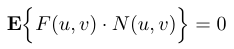 E{F(u, v) · N(u, v)} = 0